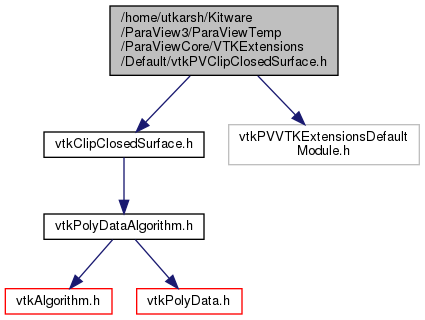 /home/utkarsh/Kitware
/ParaView3/ParaViewTemp
/ParaViewCore/VTKExtensions
/Default/vtkPVClipClosedSurface.h
vtkClipClosedSurface.h
vtkPVVTKExtensionsDefault
Module.h
vtkPolyDataAlgorithm.h
vtkAlgorithm.h
vtkPolyData.h